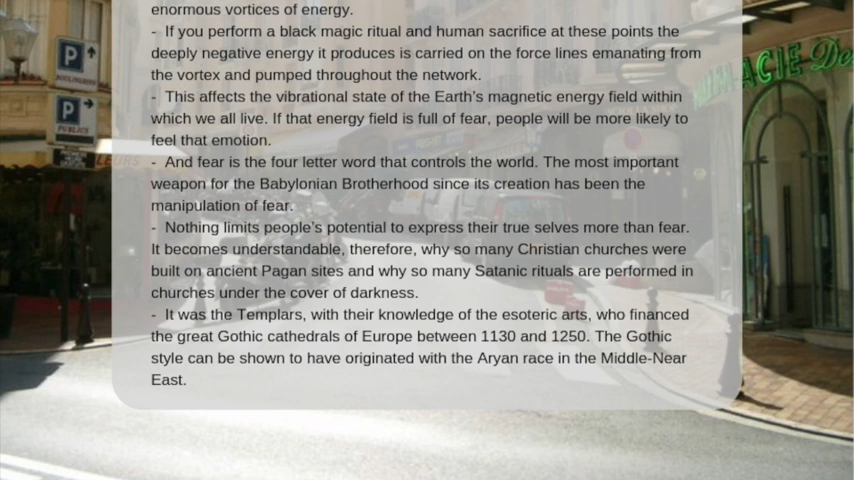 enormous vortices of energy.
- If you perform a black magic ritual and human sacrifice at these points the
deeply negative energy it produces is carried on the force lines emanating from
the vortex and pumped throughout the network.
- This affects the vibrational state of the Earth's magnetic energy field within
which we all live. If that energy field is full of fear, people will be more likely to
feel that emotion.
- And fear is the four letter word that controls the world. The most important
weapon for the Babylonian Brotherhood since its creation has been the
manipulation of fear.
- Nothing limits people's potential to express their true selves more than fear.
It becomes understandable, therefore, why so many Christian churches were
built on ancient Pagan sites and why so many Satanic rituals are performed in
churches under the cover of darkness.
- It was the Templars, with their knowledge of the esoteric arts, who financed
the great Gothic cathedrals of Europe between 1130 and 1250. The Gothic
style can be shown to have originated with the Aryan race in the Middle-Near
East.
P
P
PUBLICS
ACIE De